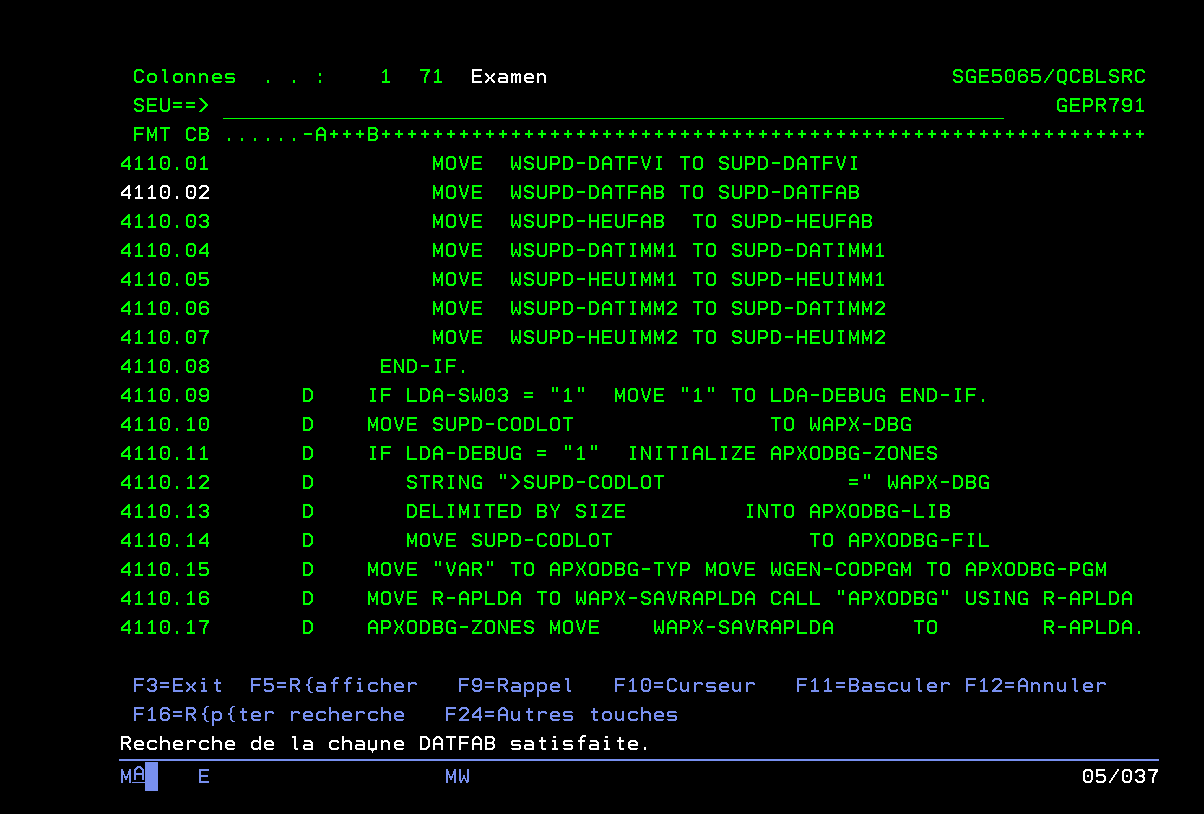 Colonnes  . . :    1  71  Examen                               SGE5065/QCBLSRC
SEU==>                                                                 GEPR791
FMT CB ......-A+++B++++++++++++++++++++++++++++++++++++++++++++++++++++++++++++
4110.01                 MOVE  WSUPD-DATFVI TO SUPD-DATFVI
4110.02                 MOVE  WSUPD-DATFAB TO SUPD-DATFAB
4110.03                 MOVE  WSUPD-HEUFAB  TO SUPD-HEUFAB
4110.04                 MOVE  WSUPD-DATIMM1 TO SUPD-DATIMM1
4110.05                 MOVE  WSUPD-HEUIMM1 TO SUPD-HEUIMM1
4110.06                 MOVE  WSUPD-DATIMM2 TO SUPD-DATIMM2
4110.07                 MOVE  WSUPD-HEUIMM2 TO SUPD-HEUIMM2
4110.08             END-IF.
4110.09       D    IF LDA-SW03 = "1"  MOVE "1" TO LDA-DEBUG END-IF.
4110.10       D    MOVE SUPD-CODLOT               TO WAPX-DBG
4110.11       D    IF LDA-DEBUG = "1"  INITIALIZE APXODBG-ZONES
4110.12       D       STRING ">SUPD-CODLOT              =" WAPX-DBG
4110.13       D       DELIMITED BY SIZE         INTO APXODBG-LIB
4110.14       D       MOVE SUPD-CODLOT               TO APXODBG-FIL
4110.15       D    MOVE "VAR" TO APXODBG-TYP MOVE WGEN-CODPGM TO APXODBG-PGM
4110.16       D    MOVE R-APLDA TO WAPX-SAVRAPLDA CALL "APXODBG" USING R-APLDA
4110.17       D    APXODBG-ZONES MOVE    WAPX-SAVRAPLDA      TO        R-APLDA.
F3=Exit  F5=R{afficher   F9=Rappel   F10=Curseur   F11=Basculer F12=Annuler
F16=R{p{ter recherche   F24=Autres touches
Recherche de la chaµne DATFAB satisfaite.
MA    E                  MW                                               05/037